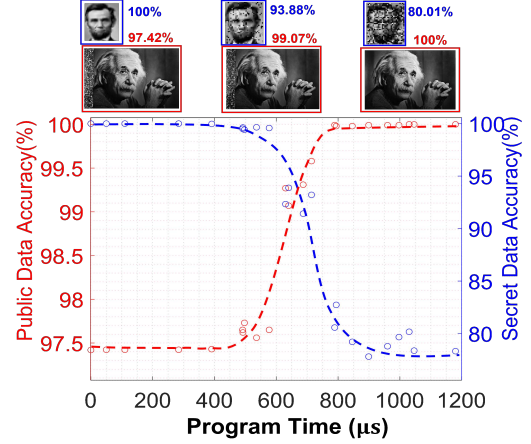 100% 93.88% 80.01%
97.42% 99.07% 100%
Public Data Accuracy(%)
100
99.5
99
98.5
98
97.5
Secret Data Accuracy(%)
100
95
90
85
80
0 200 400 600 800 1000 1200
Program Time (μs)